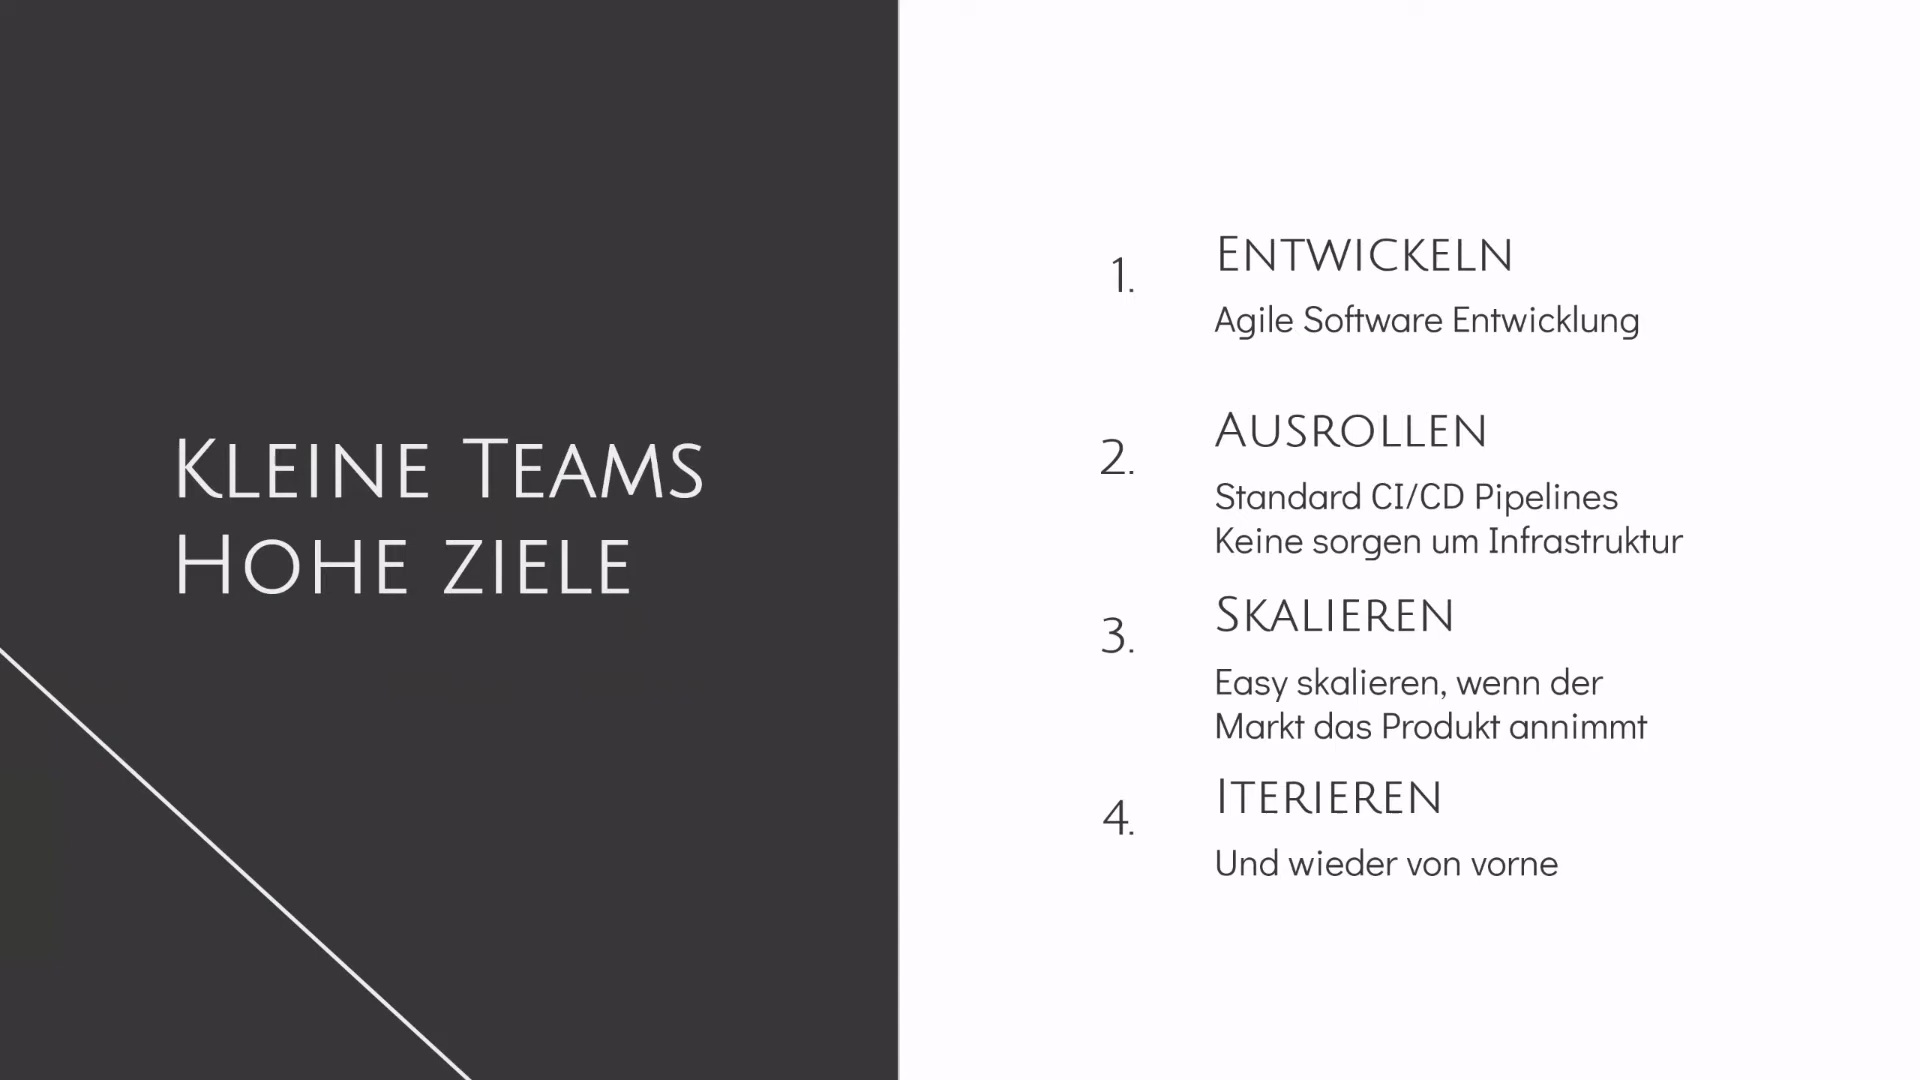 Kleine Teams
Hohe ziele
1.
Entwickeln
Agile Software Entwicklung
2.
Ausrollen
Standard CI/CD Pipelines
Keine sorgen um Infrastruktur
3.
Skalieren
Easy skalieren, wenn der
Markt das Produkt annimmt
4.
Iterieren
Und wieder von vorne